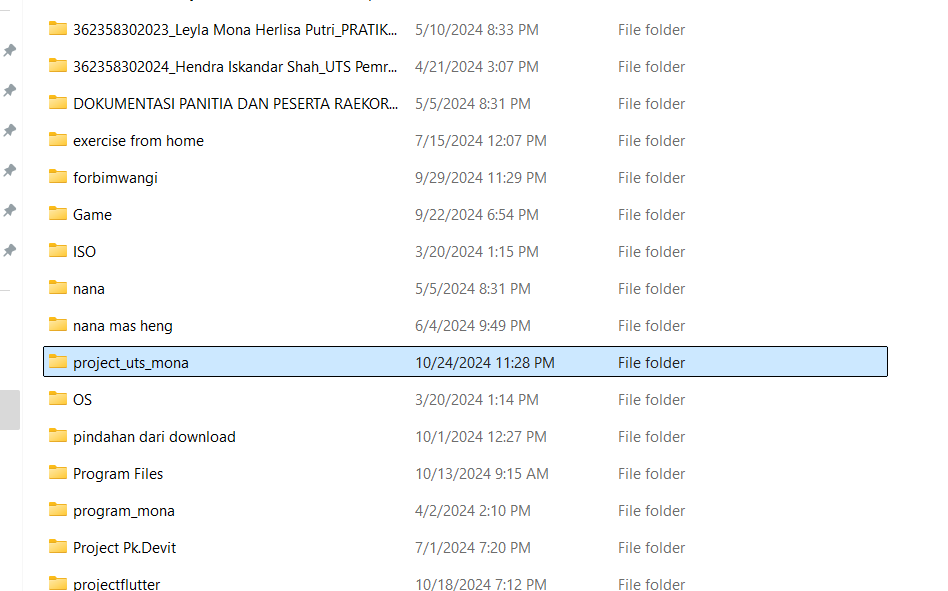 362358302023_Leyla Mona Herlisa Putri_PRATIK... 5/10/2024 8:33 PM File folder
362358302024_Hendra Iskandar Shah_UTS Pemr... 4/21/2024 3:07 PM File folder
DOKUMENTASI PANITIA DAN PESERTA RAEKOR... 5/5/2024 8:31 PM File folder
exercise from home 7/15/2024 12:07 PM File folder
forbimwangi 9/29/2024 11:29 PM File folder
Game 9/22/2024 6:54 PM File folder
ISO 3/20/2024 1:15 PM File folder
nana 5/5/2024 8:31 PM File folder
nana mas heng 6/4/2024 9:49 PM File folder
project_uts_mona 10/24/2024 11:28 PM File folder
OS 3/20/2024 1:14 PM File folder
pindahan dari download 10/1/2024 12:27 PM File folder
Program Files 10/13/2024 9:15 AM File folder
program_mona 4/2/2024 2:10 PM File folder
Project Pk.Devit 7/1/2024 7:20 PM File folder
projectflutter 10/18/2024 7:12 PM File folder